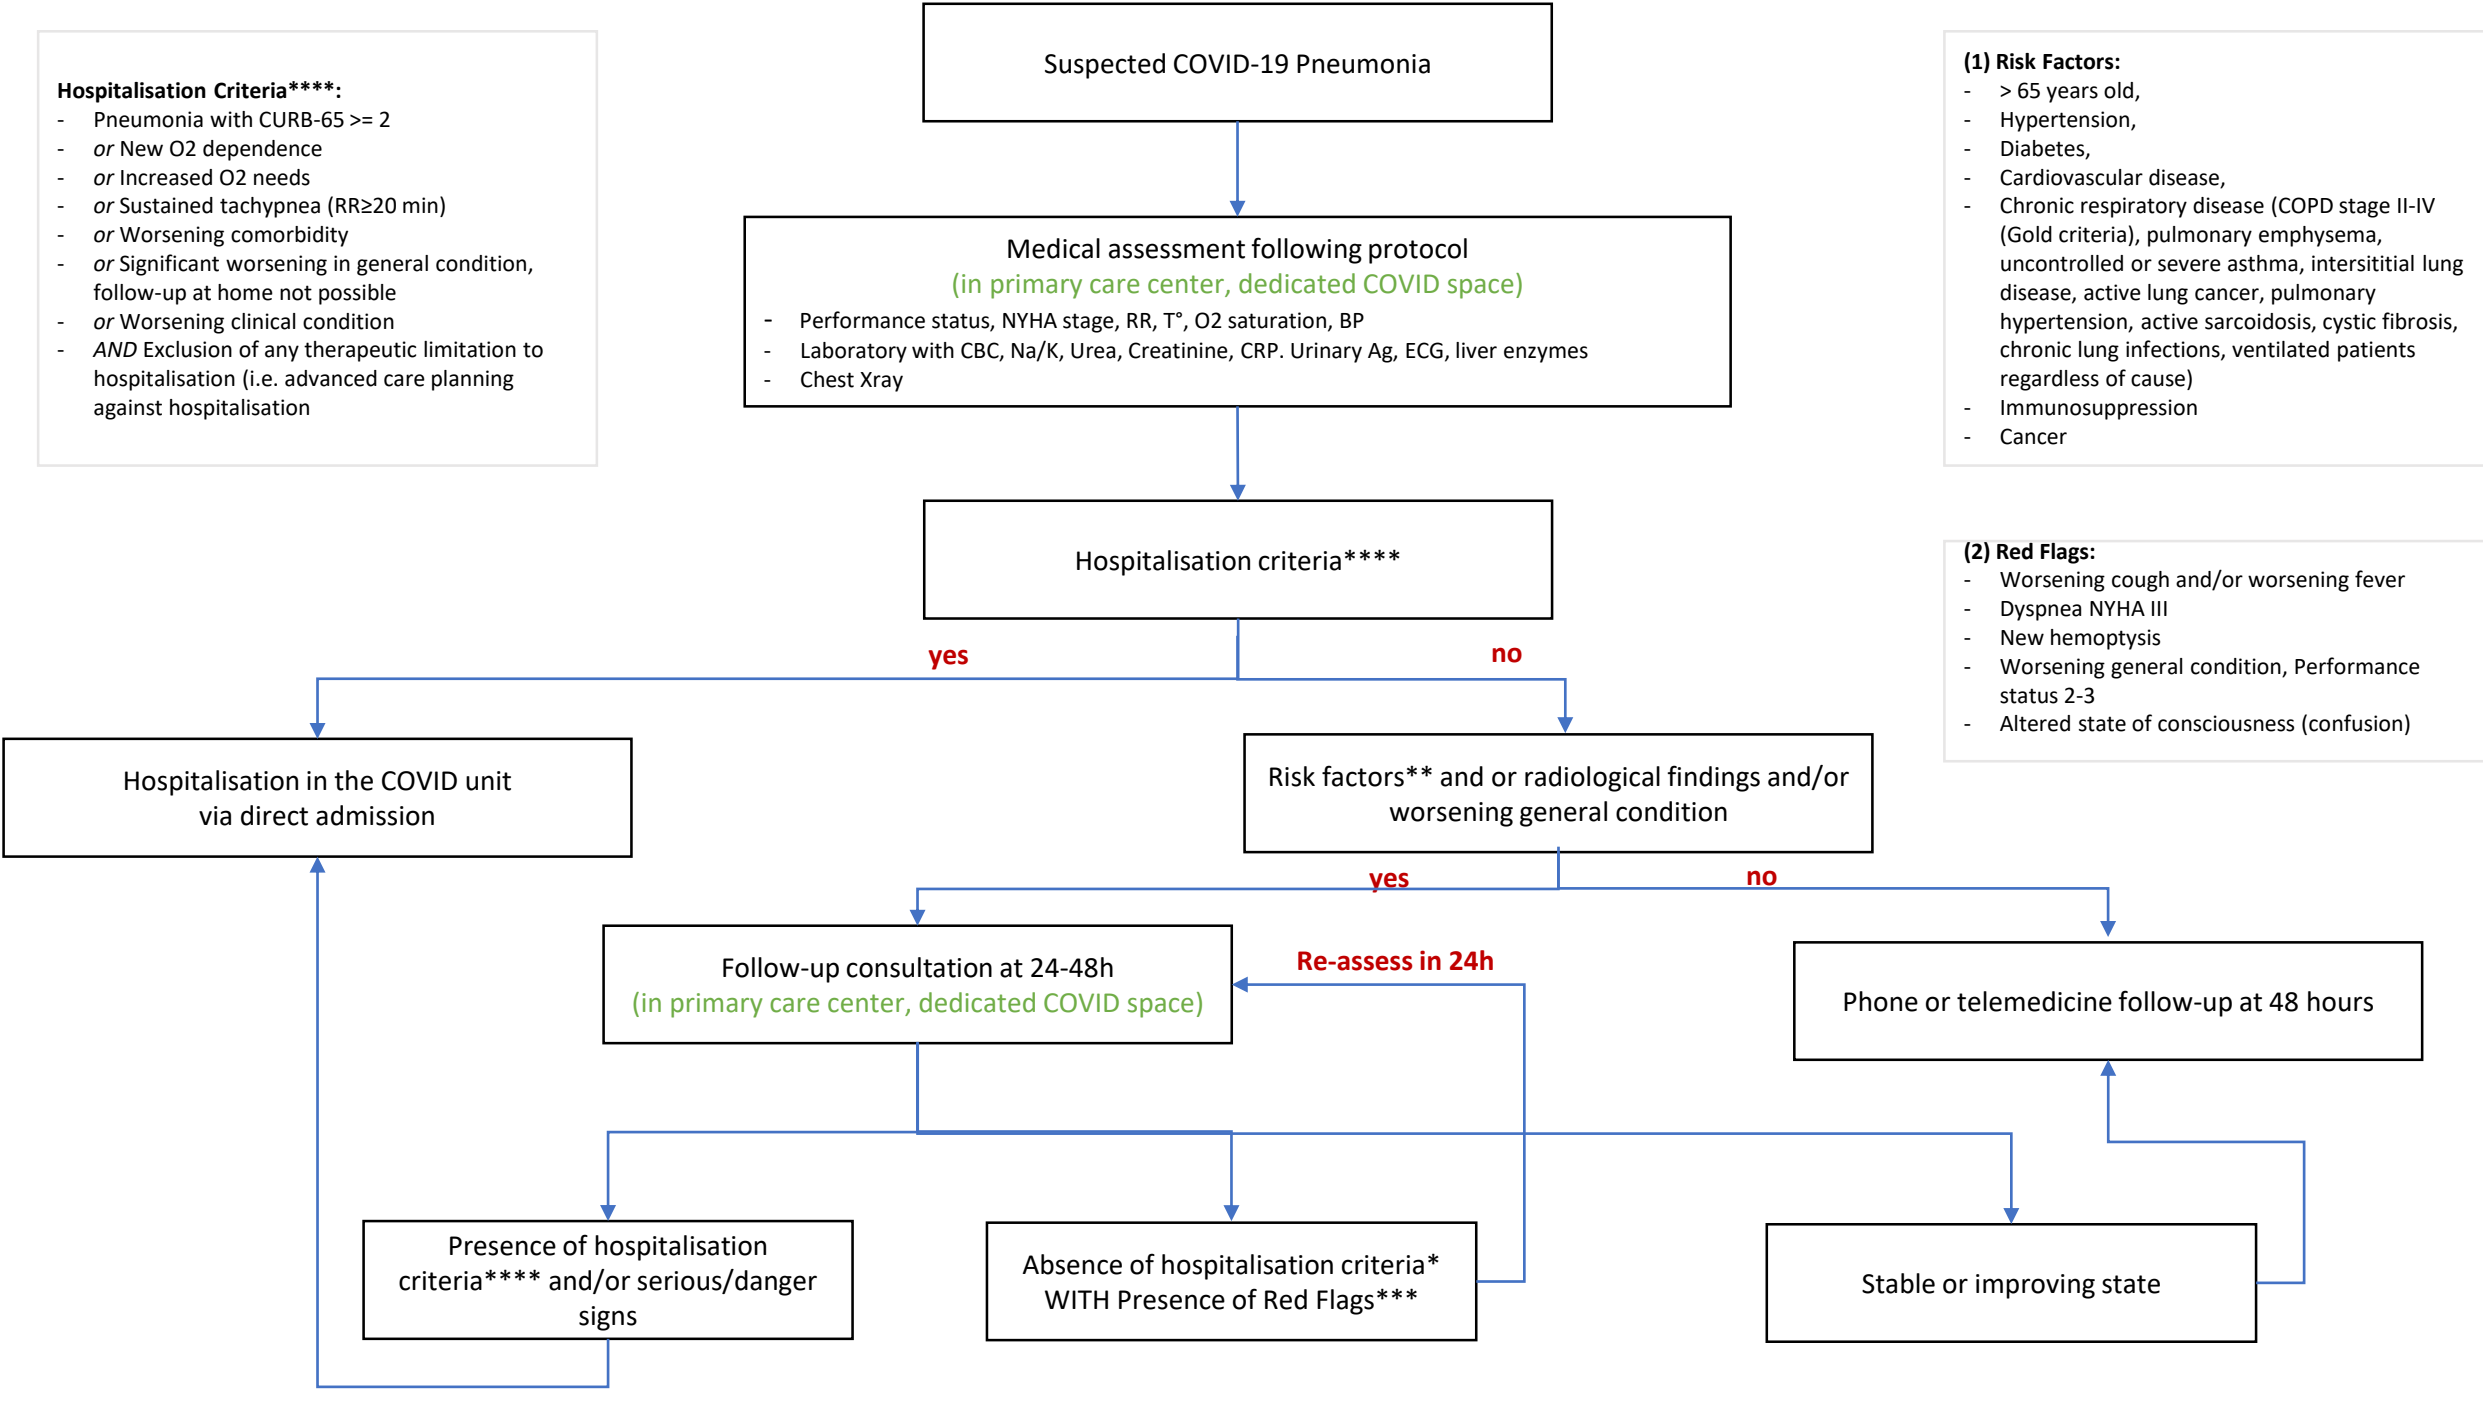 Suspected COVID-19 Pneumonia
Hospitalisation Criteria****:
- Pneumonia with CURB-65 >= 2
- or New O2 dependence
- or Increased O2 needs
- or Sustained tachypnea (RR≥20 min)
- or Worsening comorbidity
- or Significant worsening in general condition,
follow-up at home not possible
- or Worsening clinical condition
- AND Exclusion of any therapeutic limitation to
hospitalisation (i.e. advanced care planning
against hospitalisation
(1) Risk Factors:
- > 65 years old,
- Hypertension,
- Diabetes,
- Cardiovascular disease,
- Chronic respiratory disease (COPD stage II-IV
(Gold criteria), pulmonary emphysema,
uncontrolled or severe asthma, intersititial lung
disease, active lung cancer, pulmonary
hypertension, active sarcoidosis, cystic fibrosis,
chronic lung infections, ventilated patients
regardless of cause)
- Immunosuppression
- Cancer
Medical assessment following protocol
(in primary care center, dedicated COVID space)
- Performance status, NYHA stage, RR, T°, O2 saturation, BP
- Laboratory with CBC, Na/K, Urea, Creatinine, CRP. Urinary Ag, ECG, liver enzymes
- Chest Xray
Hospitalisation criteria****
(2) Red Flags:
- Worsening cough and/or worsening fever
- Dyspnea NYHA III
- New hemoptysis
- Worsening general condition, Performance
status 2-3
- Altered state of consciousness (confusion)
yes
no
Hospitalisation in the COVID unit
via direct admission
Risk factors** and or radiological findings and/or
worsening general condition
yes
no
Follow-up consultation at 24-48h
(in primary care center, dedicated COVID space)
Re-assess in 24h
Phone or telemedicine follow-up at 48 hours
Presence of hospitalisation
criteria**** and/or serious/danger
signs
Absence of hospitalisation criteria*
WITH Presence of Red Flags***
Stable or improving state